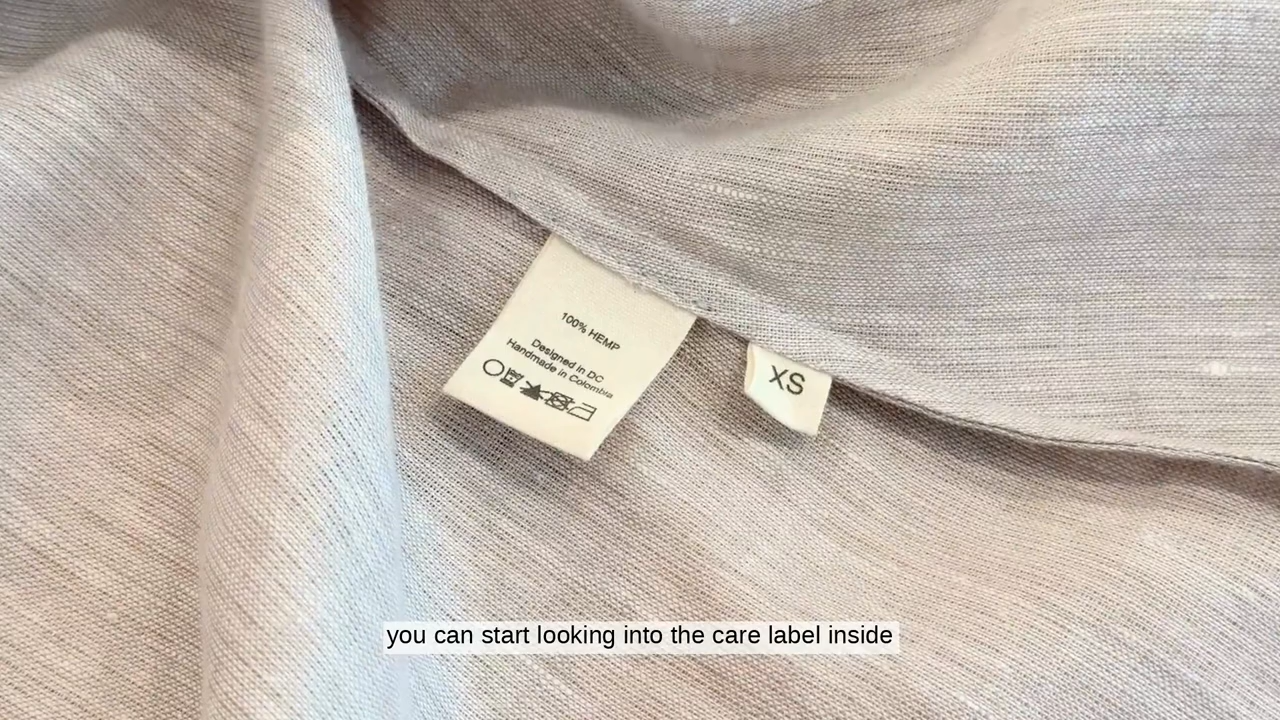 100% HEMP
Designed in DC
Handmade in Colombia
XS
you can start looking into the care label inside